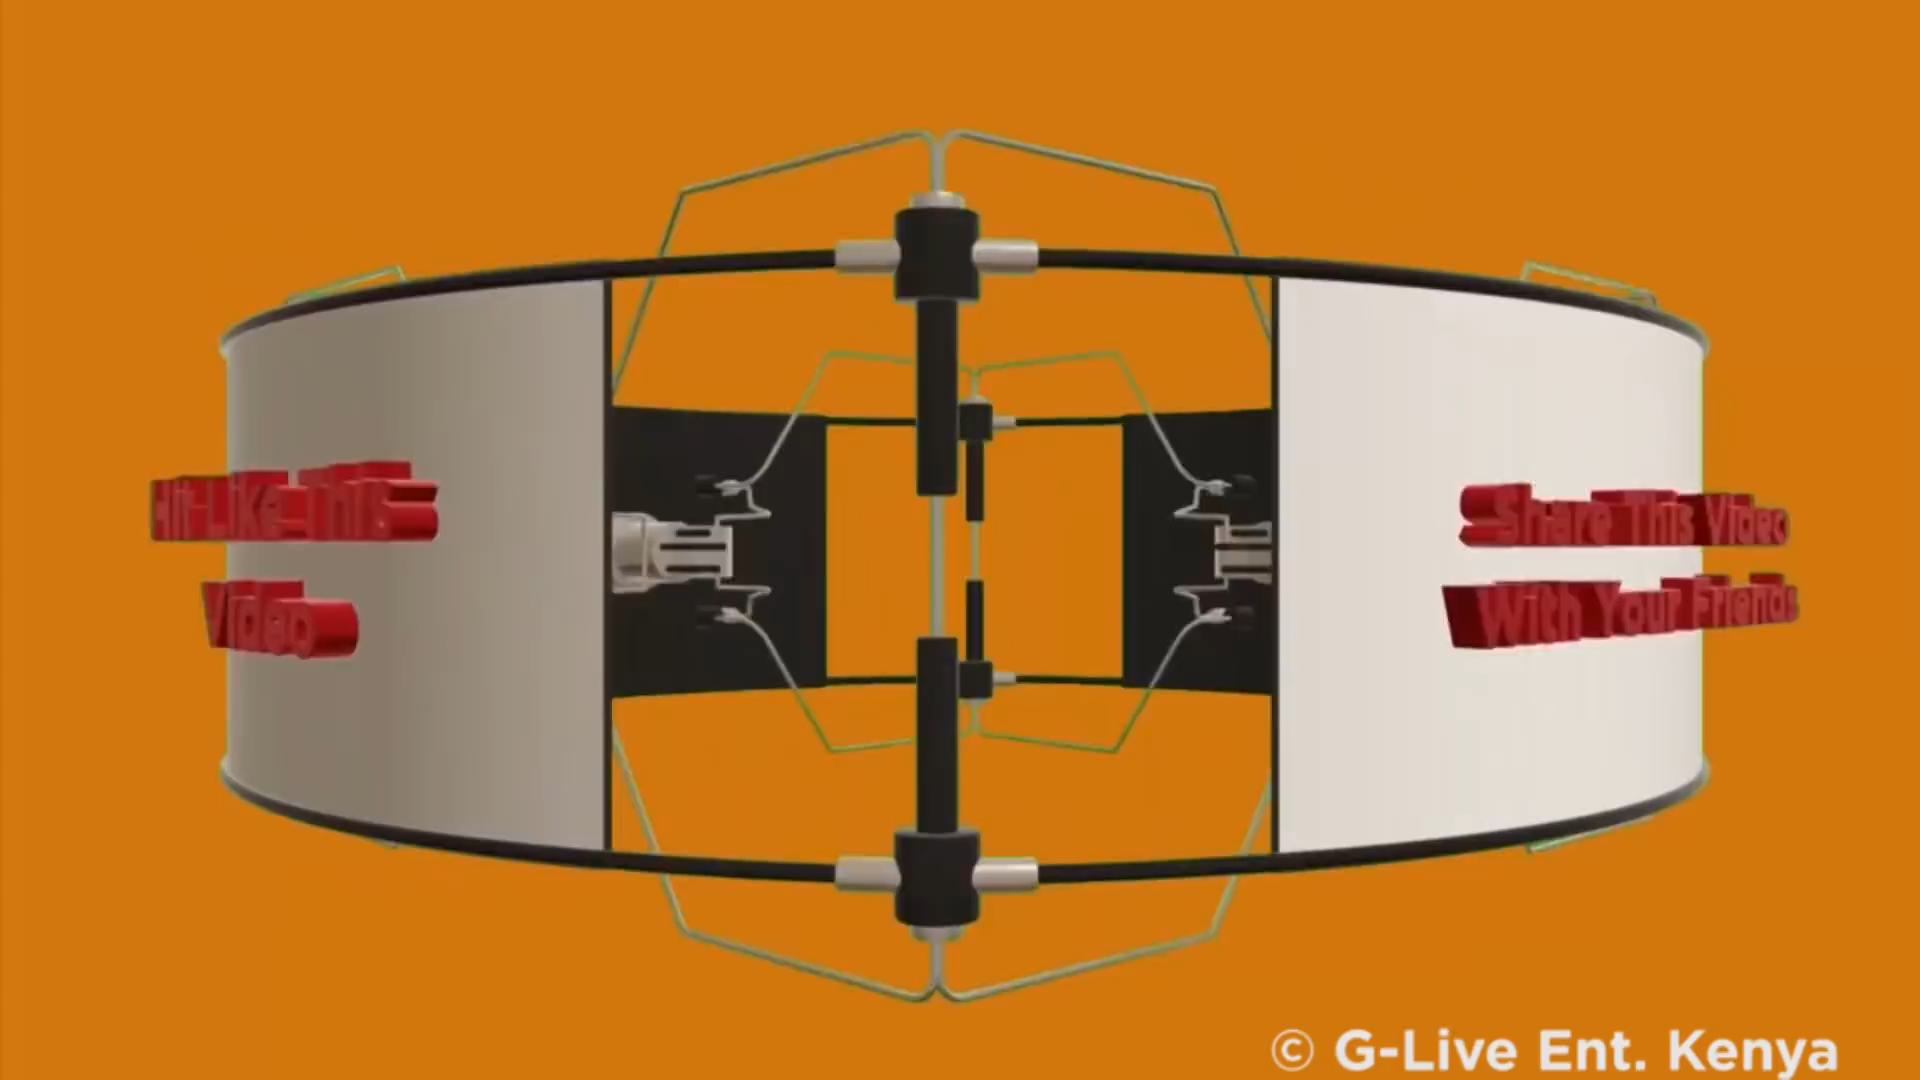 Hit Like This
Video
Share This Video
With Your Friends
© G-Live Ent. Kenya